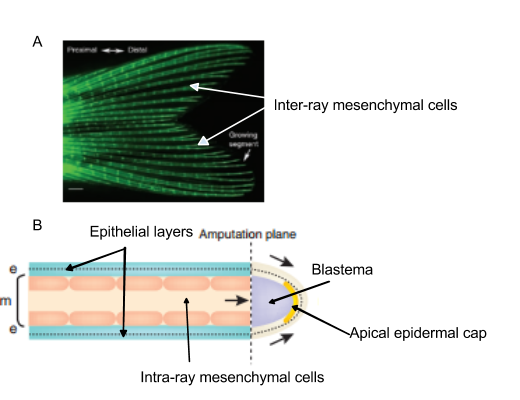 A
Proximal Distal
Inter-ray mesenchymal cells
Growing
segment
B
Epithelial layers
Amputation plane
e
Blastema
m
e
Apical epidermal cap
Intra-ray mesenchymal cells